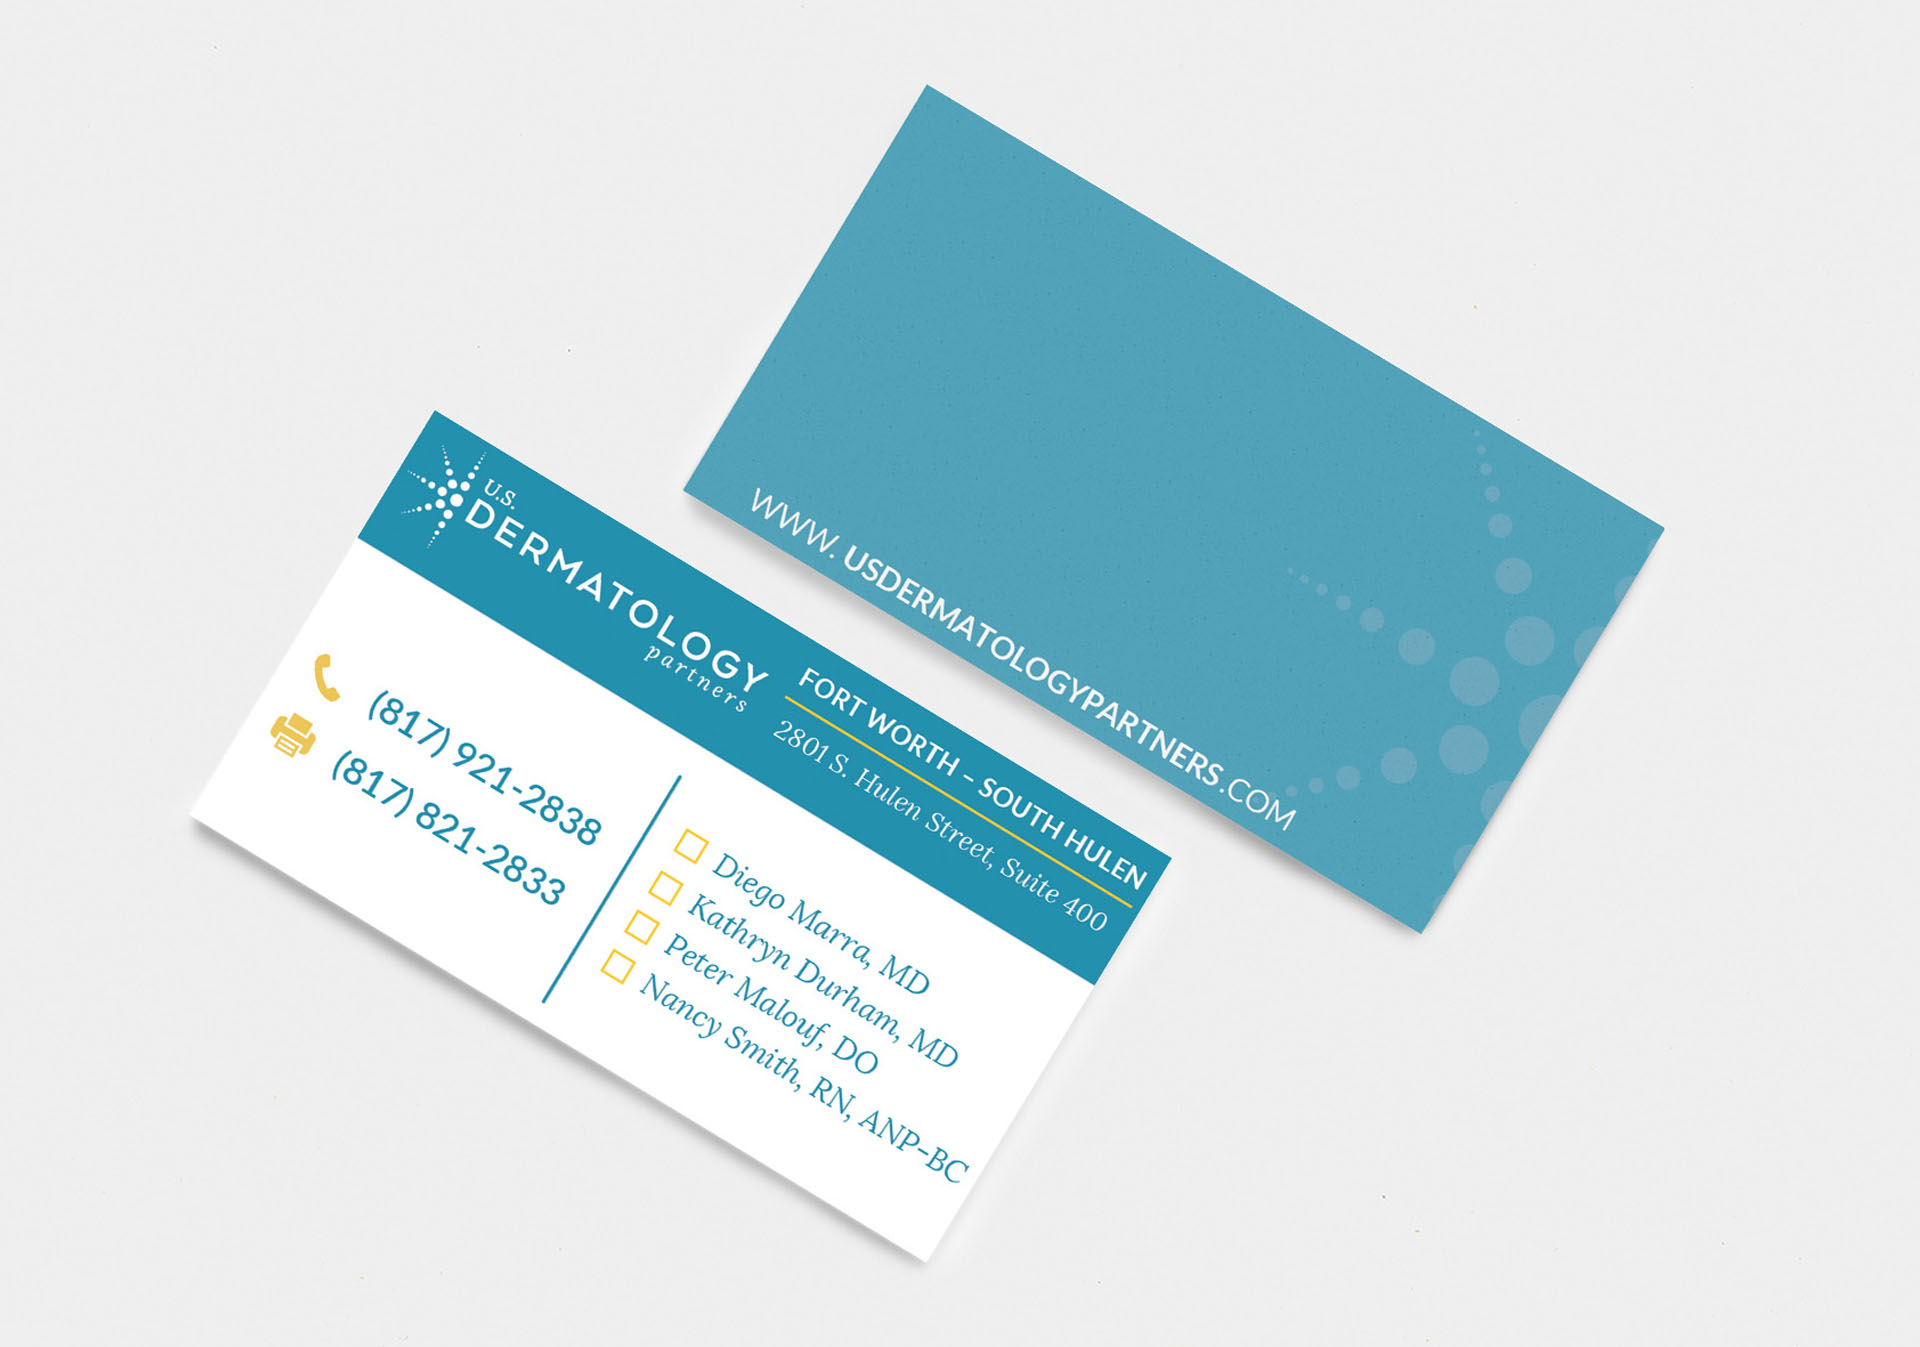 U.S.
DERMATOLOGY
partners
FORT WORTH - SOUTH HULEN
2801 S. Hulen Street, Suite 400
(817) 921-2838
(817) 821-2833
Diego Marra, MD
Kathryn Durham, MD
Peter Malouf, DO
Nancy Smith, RN, ANP-BC
WWW.USDERMATOLOGYPARTNERS.COM